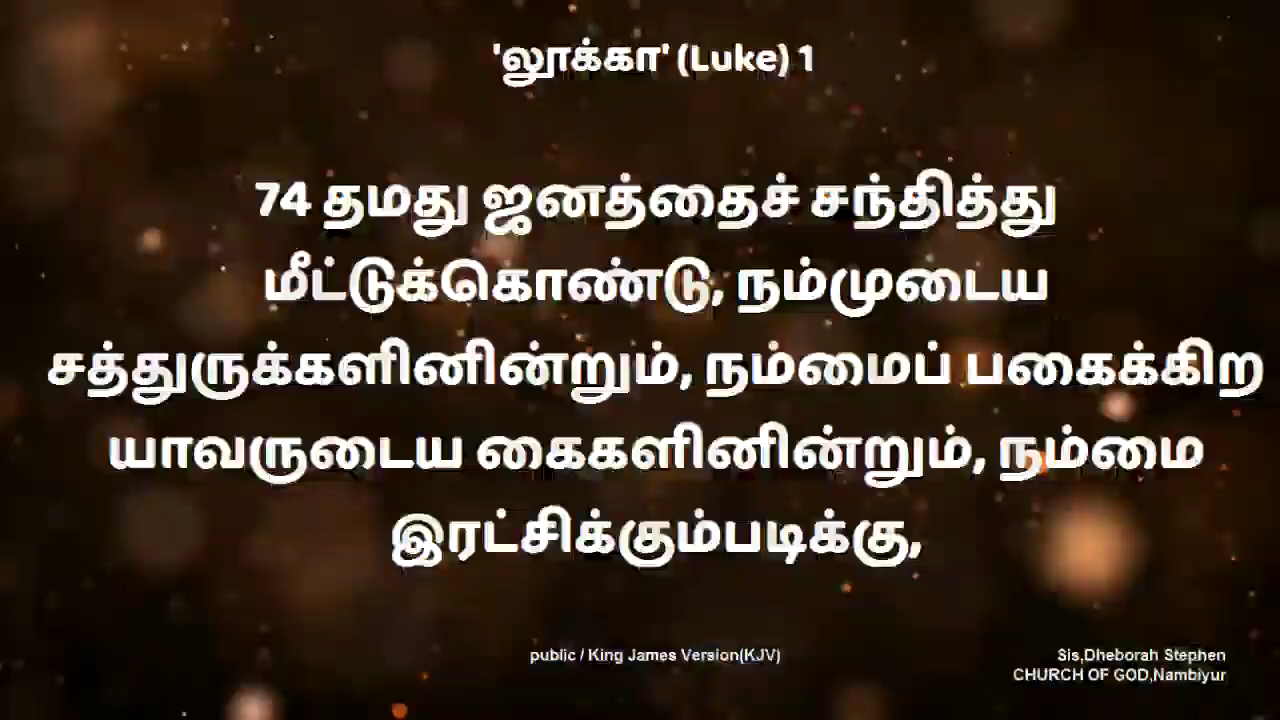 'லூக்கா' (Luke) 1
74 தமது ஜனத்தைச் சந்தித்து
மீட்டுக்கொண்டு, நம்முடைய
சத்துருக்களினின்றும், நம்மைப் பகைக்கிற
யாவருடைய கைகளினின்றும், நம்மை
இரட்சிக்கும்படிக்கு,
public / King James Version(KJV)
Sis,Dheborah Stephen
CHURCH OF GOD,Nambiyur